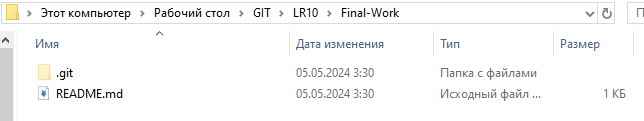 Этот компьютер › Рабочий стол › GIT › LR10 › Final-Work
Имя Дата изменения Тип Размер
.git 05.05.2024 3:30 Папка с файлами
README.md 05.05.2024 3:30 Исходный файл ... 1 КБ